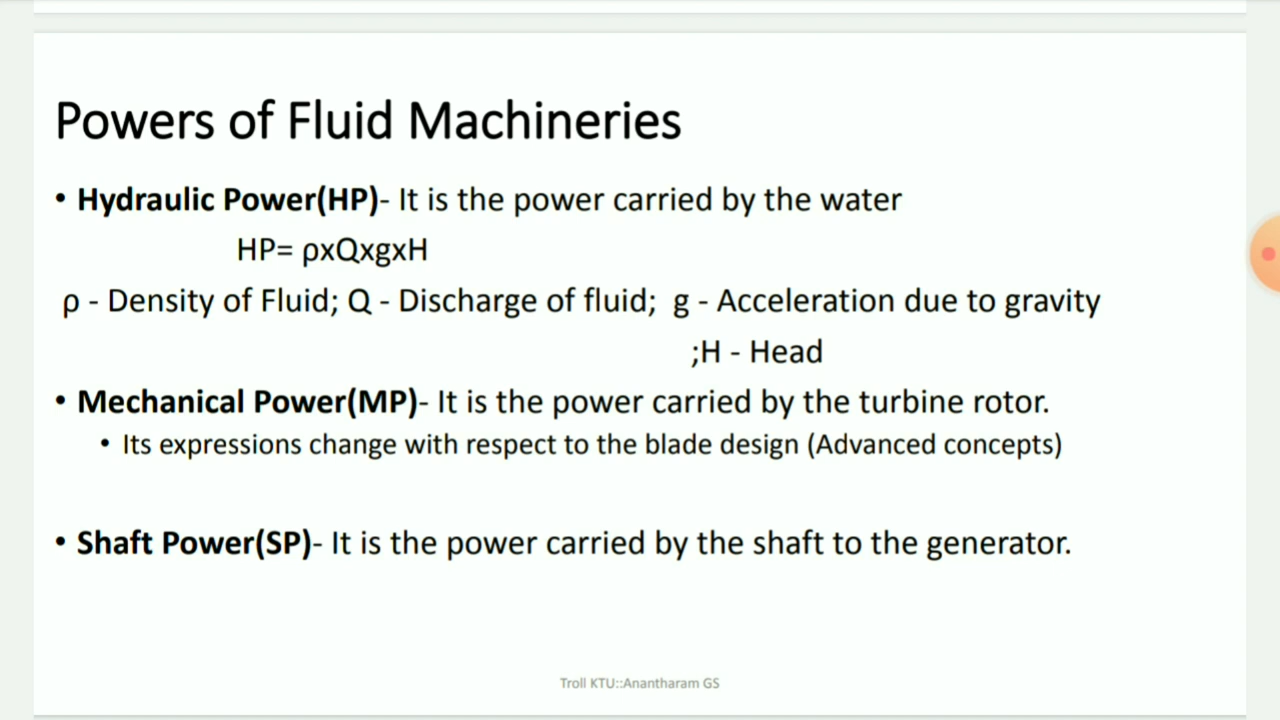 Powers of Fluid Machineries
• Hydraulic Power(HP)- It is the power carried by the water
HP= ρxQxgxH
ρ - Density of Fluid; Q - Discharge of fluid; g - Acceleration due to gravity
;H - Head
• Mechanical Power(MP)- It is the power carried by the turbine rotor.
• Its expressions change with respect to the blade design (Advanced concepts)
• Shaft Power(SP)- It is the power carried by the shaft to the generator.
Troll KTU::Anantharam GS